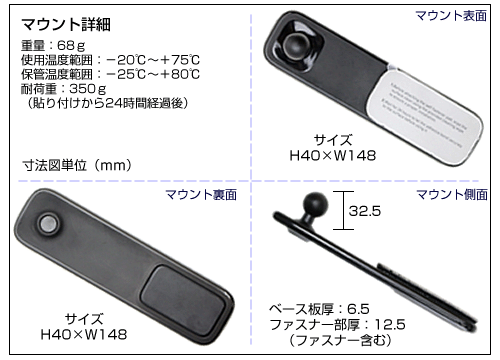 マウント詳細
重量：68ｇ
使用温度範囲：－20℃～＋75℃
保管温度範囲：－25℃～＋80℃
耐荷重：350ｇ
（貼り付けから24時間経過後）
寸法図単位（mm）
マウント表面
サイズ
H40×W148
マウント裏面
サイズ
H40×W148
マウント側面
32.5
ベース板厚：6.5
ファスナー部厚：12.5
（ファスナー含む）